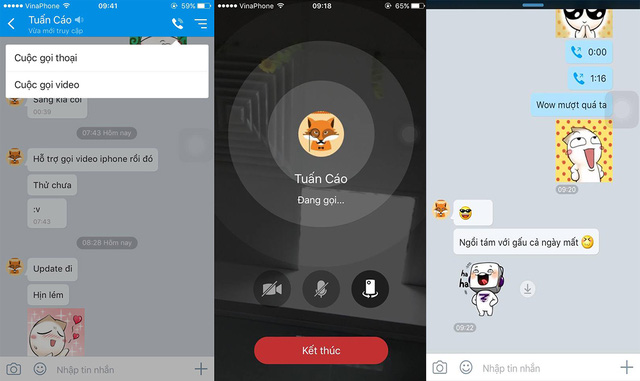 VinaPhone 09:41 89%
Tuấn Cáo
Vừa mới truy cập
Cuộc gọi thoại
Cuộc gọi video
Sang kia coi
00:39
07:43 Hôm nay
Hỗ trợ gọi video iphone rồi đó
Thử chưa
:v
07:43
08:28 Hôm nay
Update đi
Hịn lém
Nhập tin nhắn
VinaPhone 09:18 65%
Tuấn Cáo
Đang gọi...
Kết thúc
0:00
1:16
Wow mượt quá ta
09:20
Ngồi tám với gấu cả ngày mất
ha
ha
09:22
Nhập tin nhắn